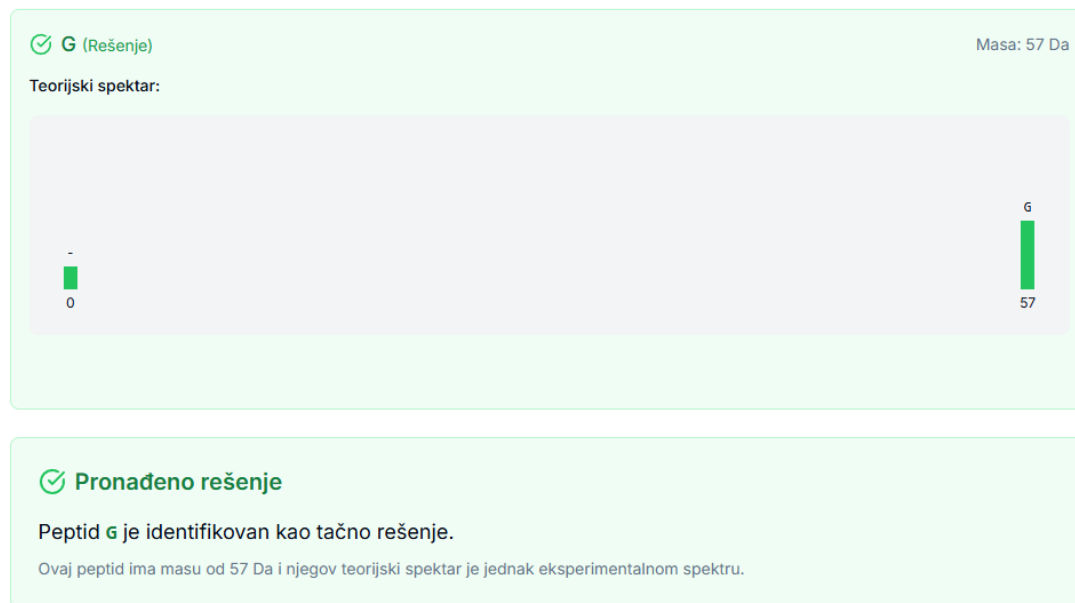 G (Rešenje) Masa: 57 Da
Teorijski spektar:
G
-
0 57
Pronađeno rešenje
Peptid G je identifikovan kao tačno rešenje.
Ovaj peptid ima masu od 57 Da i njegov teorijski spektar je jednak eksperimentalnom spektru.